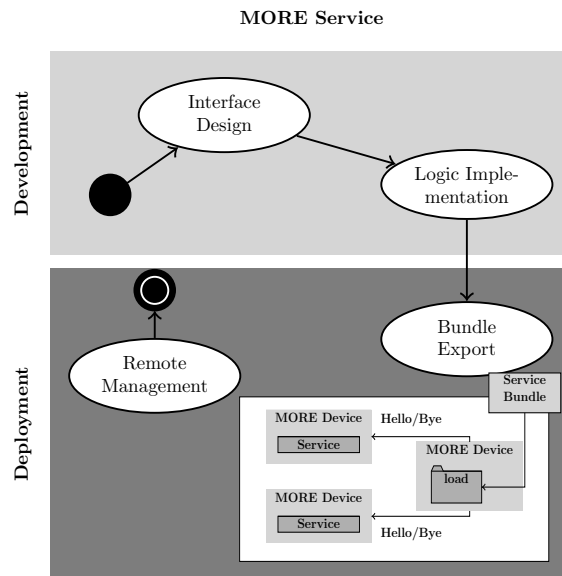 MORE Service
Development
Interface
Design
Logic Imple-
mentation
Deployment
Remote
Management
Bundle
Export
Service
Bundle
MORE Device
Service
Hello/Bye
MORE Device
load
MORE Device
Service
Hello/Bye